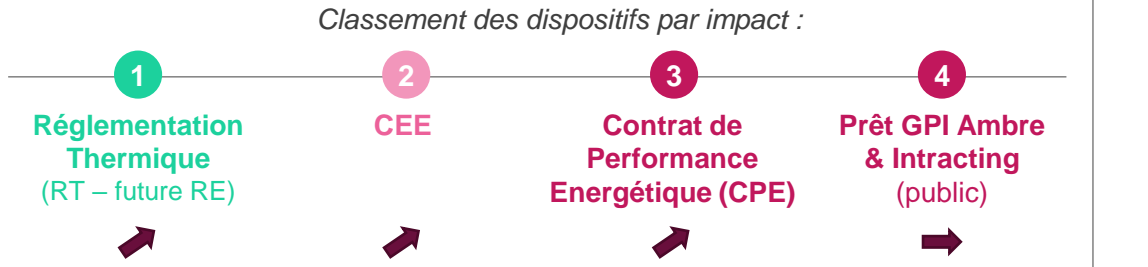 Classement des dispositifs par impact :
1
2
3
4
Réglementation
Thermique
(RT – future RE)
CEE
Contrat de
Performance
Energétique (CPE)
Prêt GPI Ambre
& Intracting
(public)